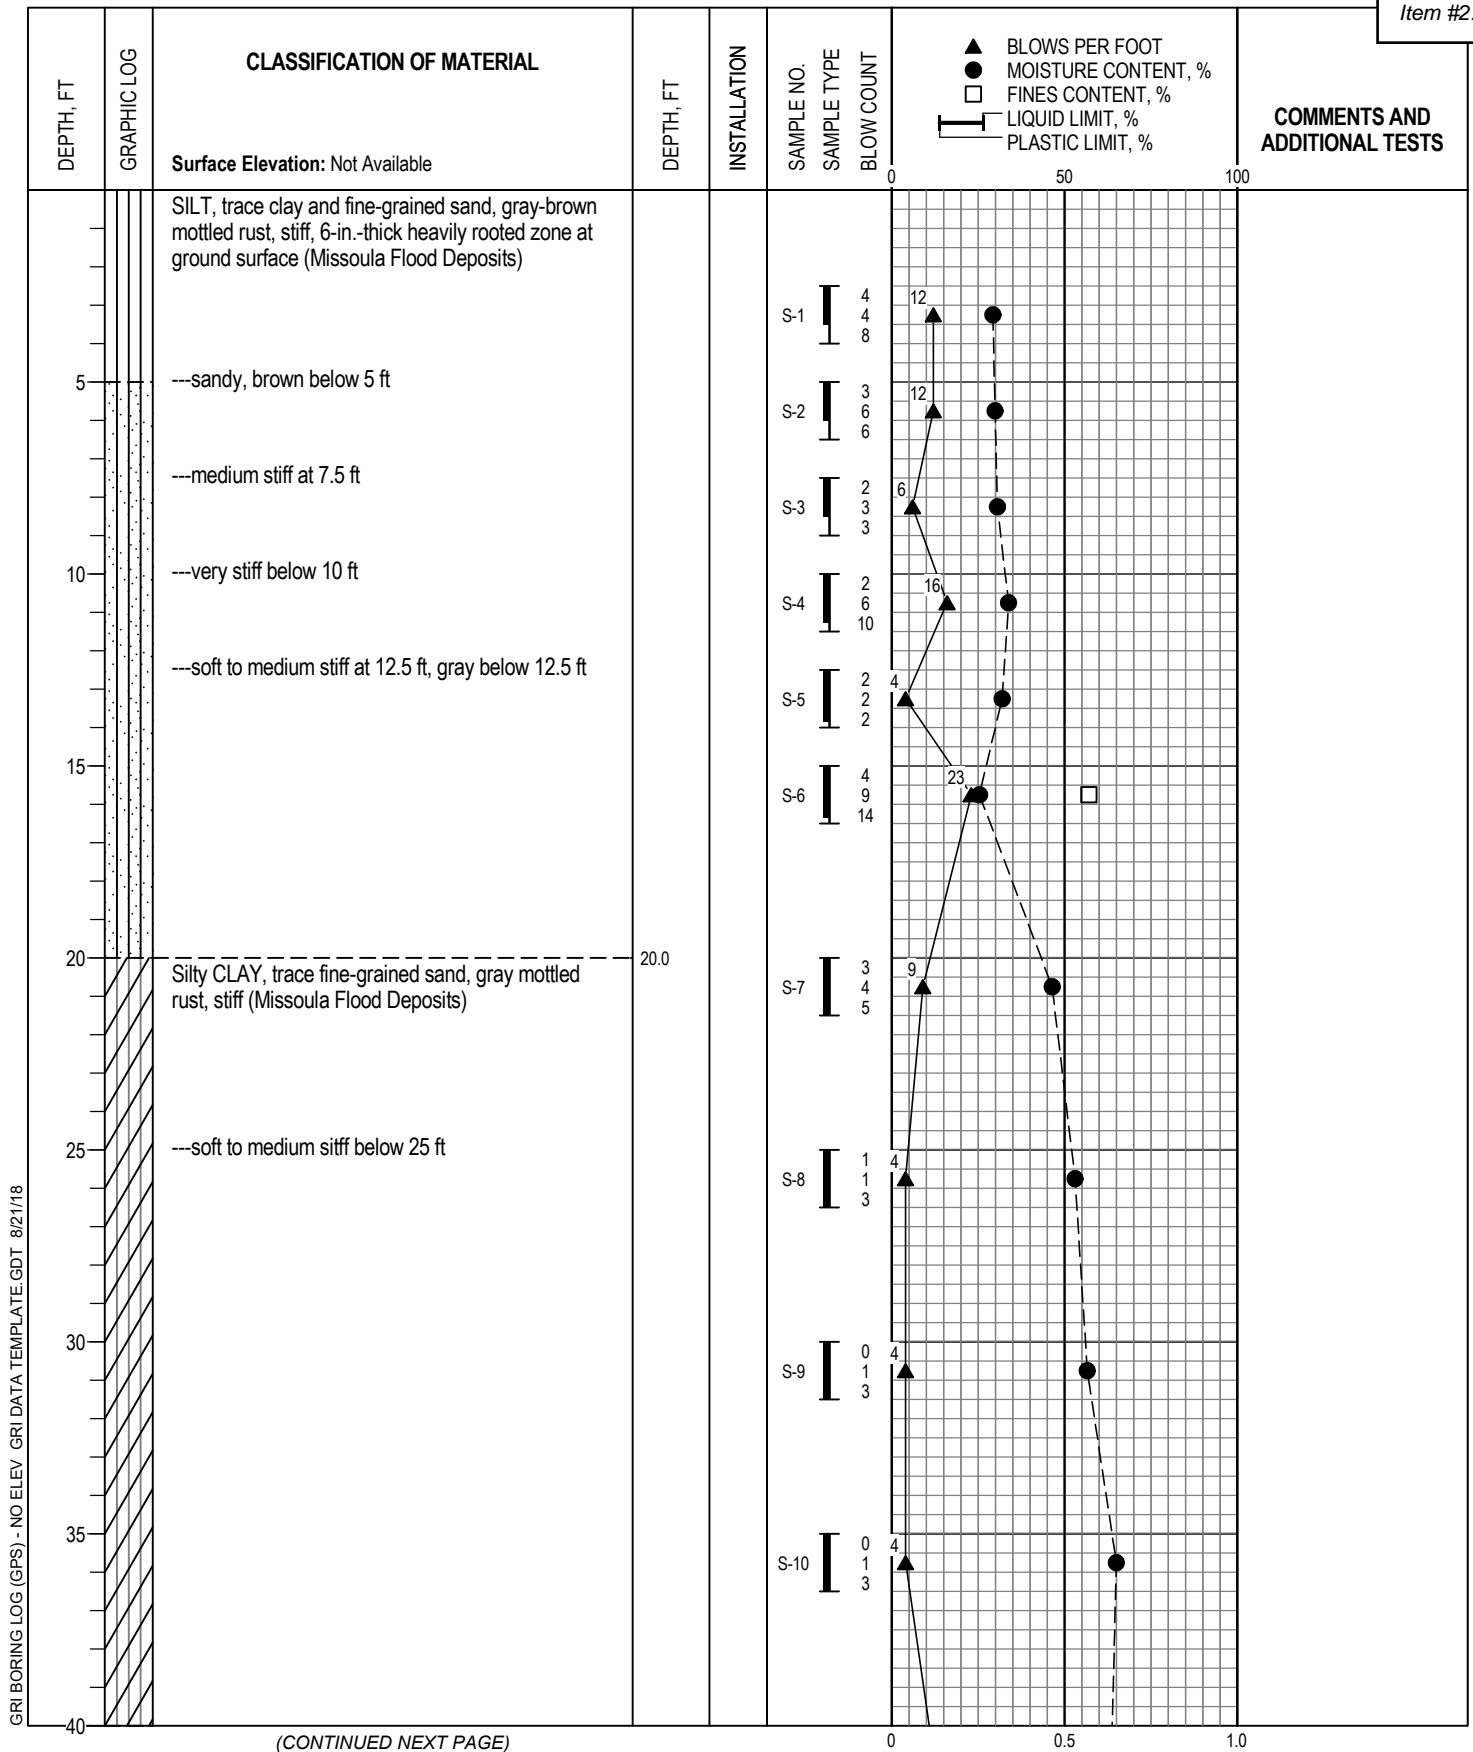 Item #2.
DEPTH, FT
GRAPHIC LOG
CLASSIFICATION OF MATERIAL
Surface Elevation: Not Available
DEPTH, FT
INSTALLATION
SAMPLE NO.
SAMPLE TYPE
BLOW COUNT
BLOWS PER FOOT
MOISTURE CONTENT, %
FINES CONTENT, %
LIQUID LIMIT, %
PLASTIC LIMIT, %
0 50 100
COMMENTS AND
ADDITIONAL TESTS
SILT, trace clay and fine-grained sand, gray-brown
mottled rust, stiff, 6-in.-thick heavily rooted zone at
ground surface (Missoula Flood Deposits)
S-1
4
4
8
12
5
---sandy, brown below 5 ft
S-2
3
6
6
12
---medium stiff at 7.5 ft
S-3
2
3
3
6
10
---very stiff below 10 ft
S-4
2
6
10
16
---soft to medium stiff at 12.5 ft, gray below 12.5 ft
S-5
2
2
2
4
15
S-6
4
9
14
23
20
20.0
Silty CLAY, trace fine-grained sand, gray mottled
rust, stiff (Missoula Flood Deposits)
S-7
3
4
5
9
25
---soft to medium sitff below 25 ft
S-8
1
1
3
4
30
S-9
0
1
3
4
35
S-10
0
1
3
4
40
(CONTINUED NEXT PAGE)
0 0.5 1.0
GRI BORING LOG (GPS) - NO ELEV GRI DATA TEMPLATE.GDT 8/21/18